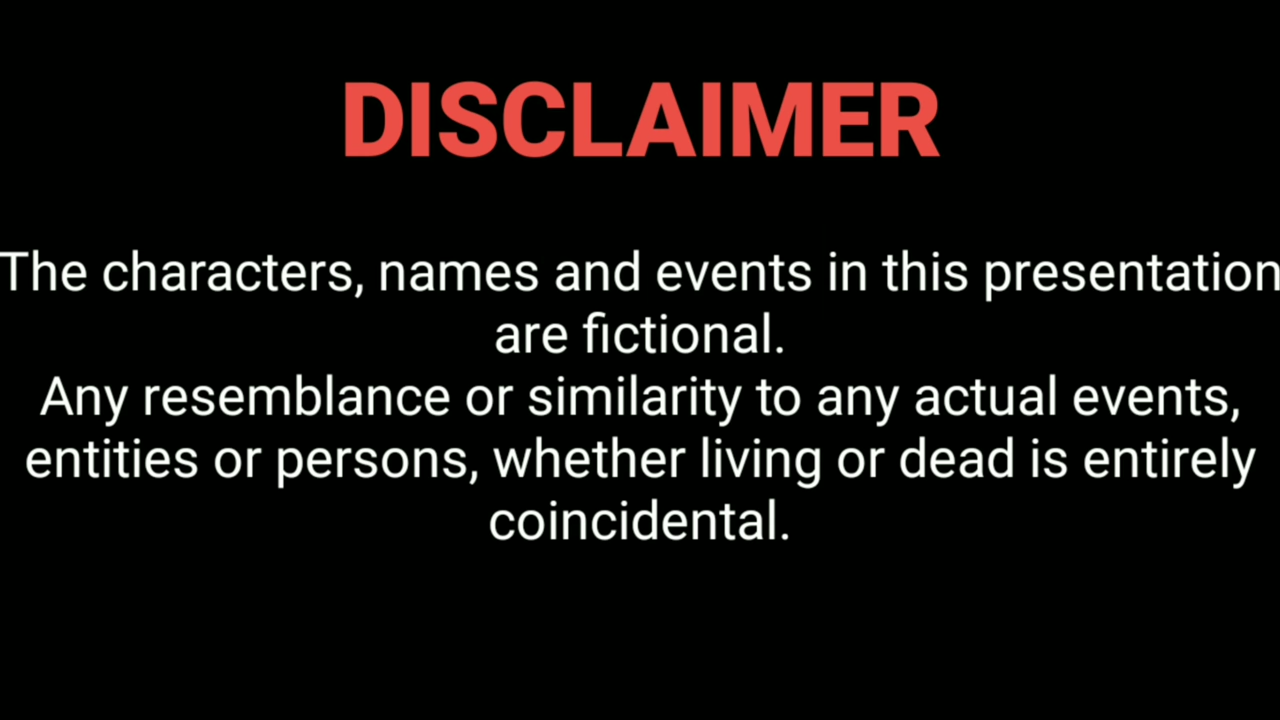 DISCLAIMER
The characters, names and events in this presentation
are fictional.
Any resemblance or similarity to any actual events,
entities or persons, whether living or dead is entirely
coincidental.